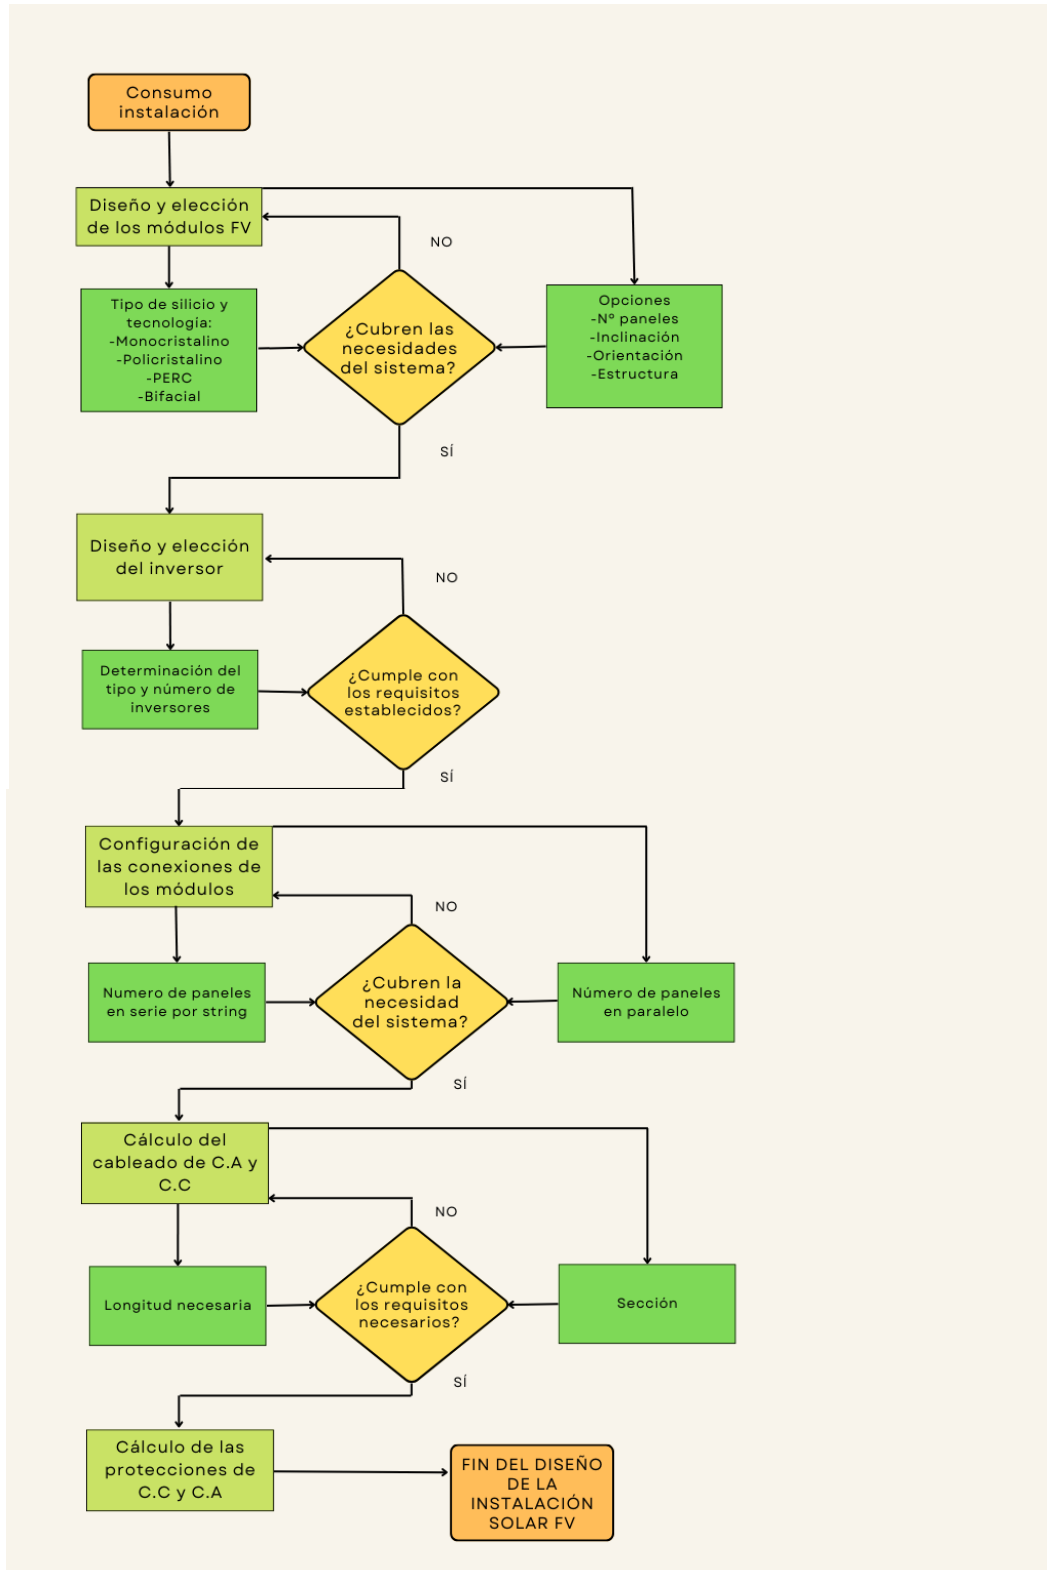 Consumo
instalación
Diseño y elección
de los módulos FV
NO
Tipo de silicio y
tecnología:
-Monocristalino
-Policristalino
-PERC
-Bifacial
¿Cubren las
necesidades
del sistema?
Opciones
-Nº paneles
-Inclinación
-Orientación
-Estructura
SÍ
Diseño y elección
del inversor
NO
Determinación del
tipo y número de
inversores
¿Cumple con
los requisitos
establecidos?
SÍ
Configuración de
las conexiones de
los módulos
NO
Numero de paneles
en serie por string
¿Cubren la
necesidad
del sistema?
Número de paneles
en paralelo
SÍ
Cálculo del
cableado de C.A y
C.C
NO
Longitud necesaria
¿Cumple con
los requisitos
necesarios?
Sección
SÍ
Cálculo de las
protecciones de
C.C y C.A
FIN DEL DISEÑO
DE LA
INSTALACIÓN
SOLAR FV